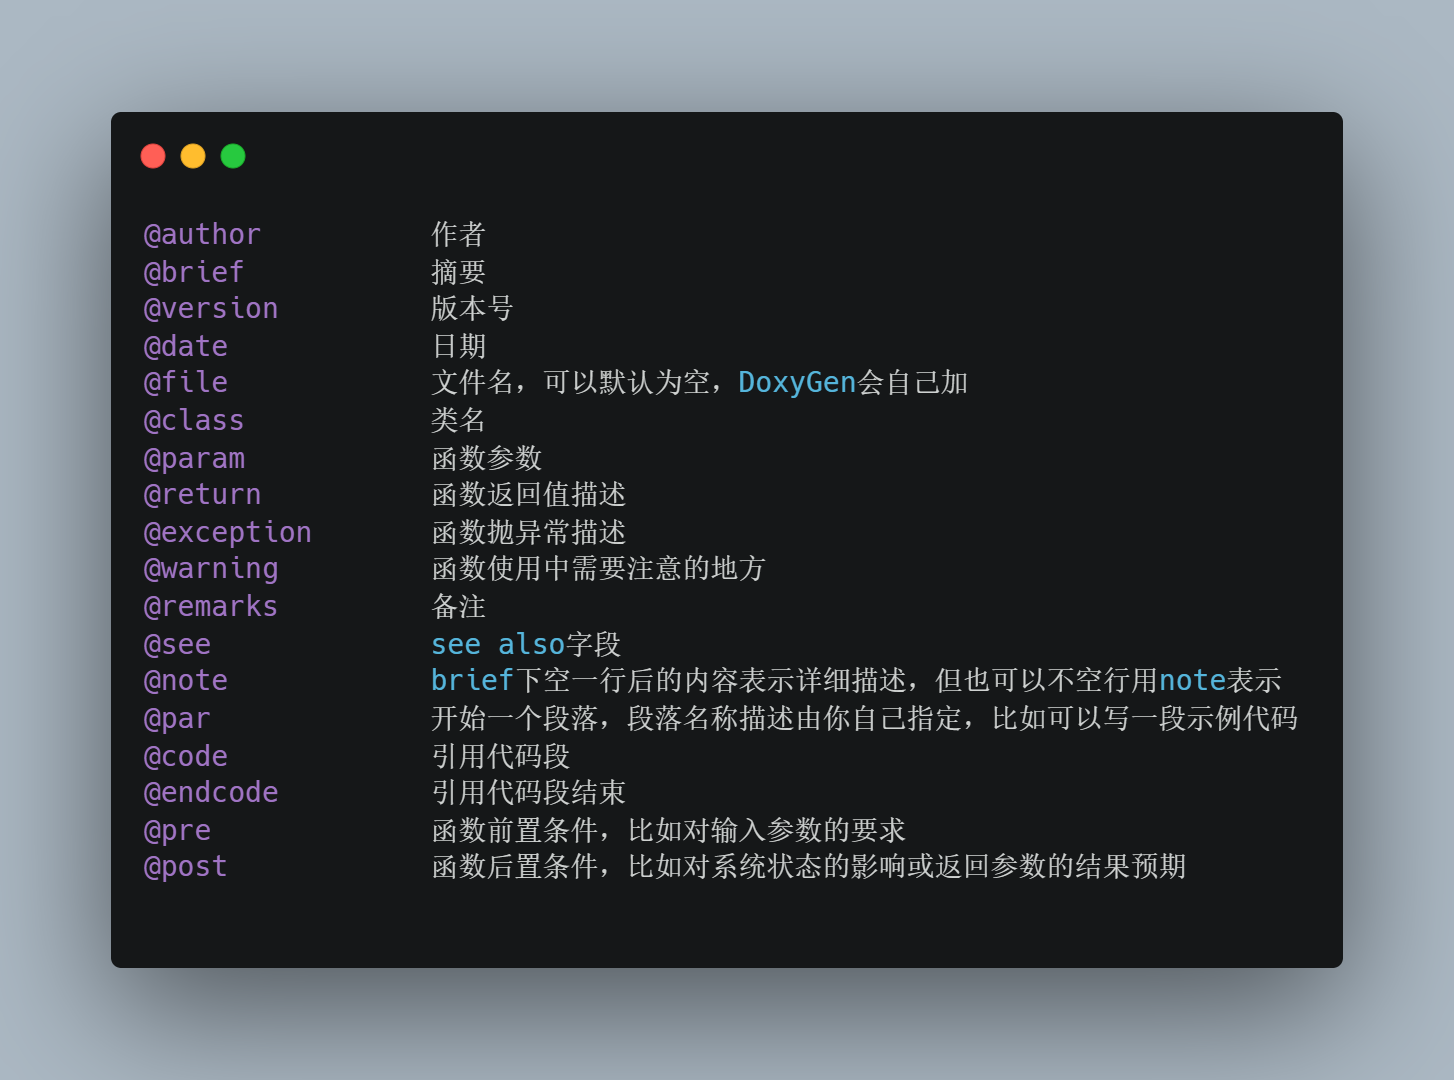 @author 作者
@brief 摘要
@version 版本号
@date 日期
@file 文件名，可以默认为空，DoxyGen会自己加
@class 类名
@param 函数参数
@return 函数返回值描述
@exception 函数抛异常描述
@warning 函数使用中需要注意的地方
@remarks 备注
@see see also字段
@note brief下空一行后的内容表示详细描述，但也可以不空行用note表示
@par 开始一个段落，段落名称描述由你自己指定，比如可以写一段示例代码
@code 引用代码段
@endcode 引用代码段结束
@pre 函数前置条件，比如对输入参数的要求
@post 函数后置条件，比如对系统状态的影响或返回参数的结果预期